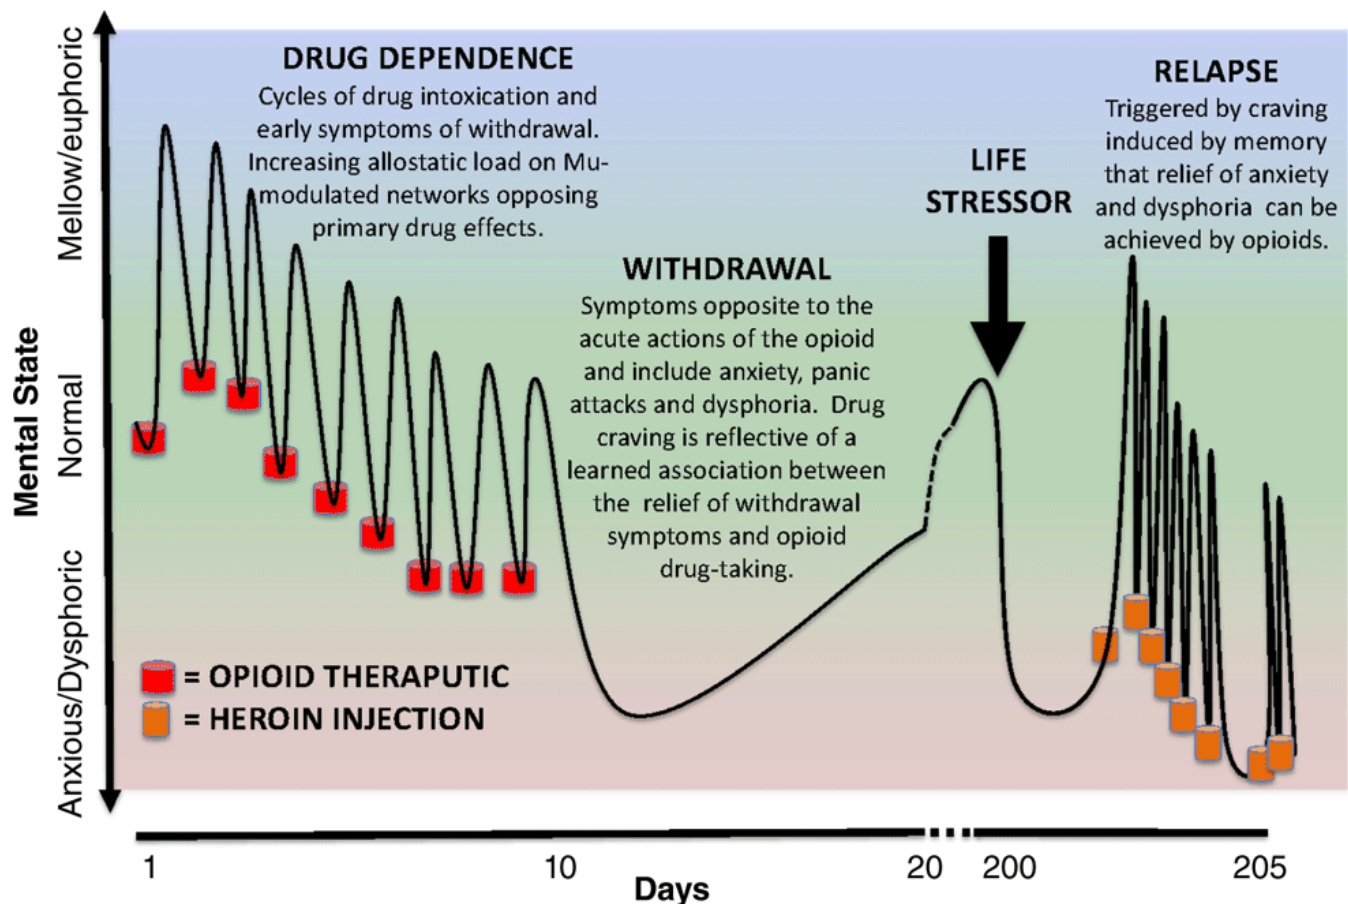 DRUG DEPENDENCE
Cycles of drug intoxication and
early symptoms of withdrawal.
Increasing allostatic load on Mu-
modulated networks opposing
primary drug effects.
WITHDRAWAL
Symptoms opposite to the
acute actions of the opioid
and include anxiety, panic
attacks and dysphoria. Drug
craving is reflective of a
learned association between
the relief of withdrawal
symptoms and opioid
drug-taking.
LIFE
STRESSOR
RELAPSE
Triggered by craving
induced by memory
that relief of anxiety
and dysphoria can be
achieved by opioids.
Mental State
Mellow/euphoric
Normal
Anxious/Dysphoric
= OPIOID THERAPUTIC
= HEROIN INJECTION
1 10 20 200 205
Days